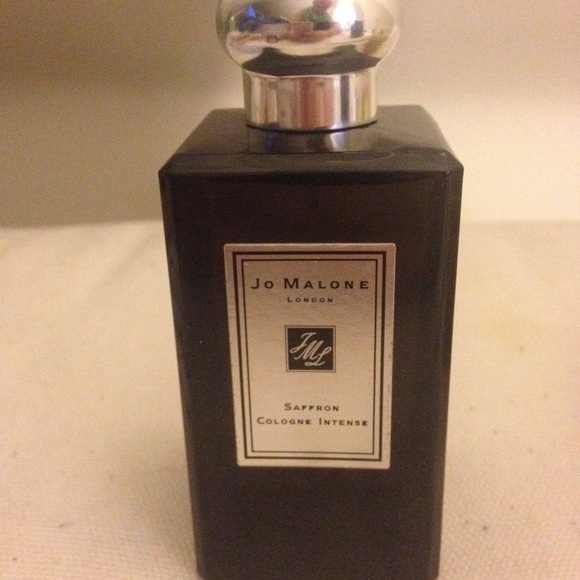 Jo Malone
London
JML
Saffron
Cologne Intense